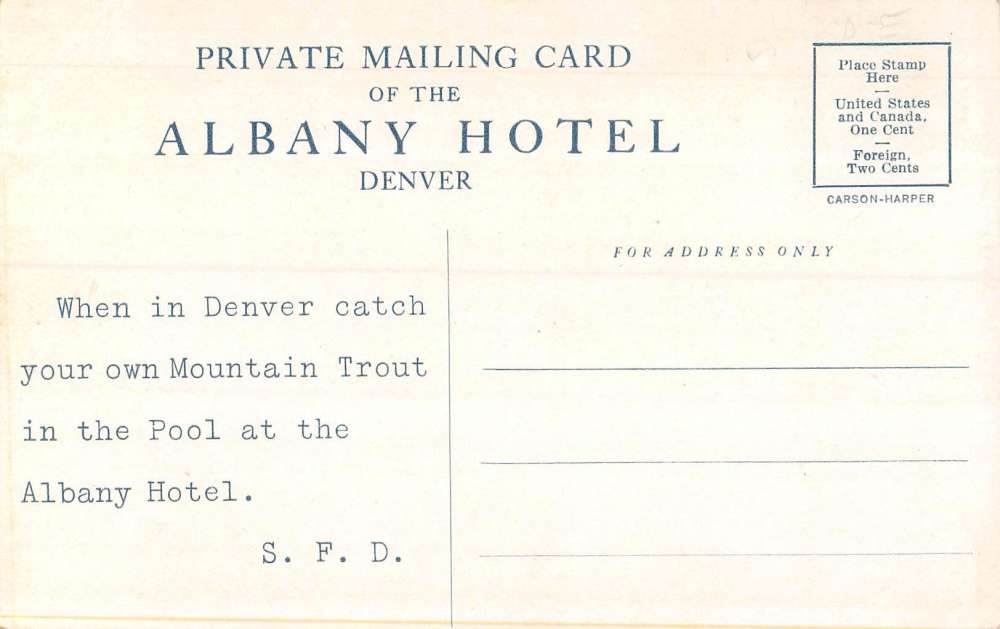 PRIVATE MAILING CARD
OF THE
ALBANY HOTEL
DENVER
Place Stamp
Here
United States
and Canada,
One Cent
Foreign,
Two Cents
CARSON-HARPER
FOR ADDRESS ONLY
When in Denver catch
your own Mountain Trout
in the Pool at the
Albany Hotel.
S. F. D.